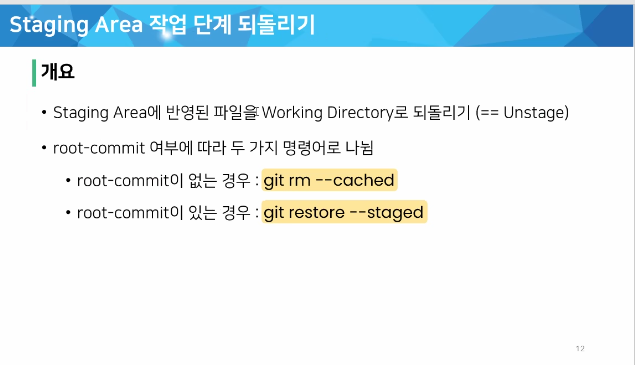 Staging Area 작업 단계 되돌리기
개요
• Staging Area에 반영된 파일을 Working Directory로 되돌리기 (== Unstage)
• root-commit 여부에 따라 두 가지 명령어로 나뉨
• root-commit이 없는 경우 : git rm --cached
• root-commit이 있는 경우 : git restore --staged
12